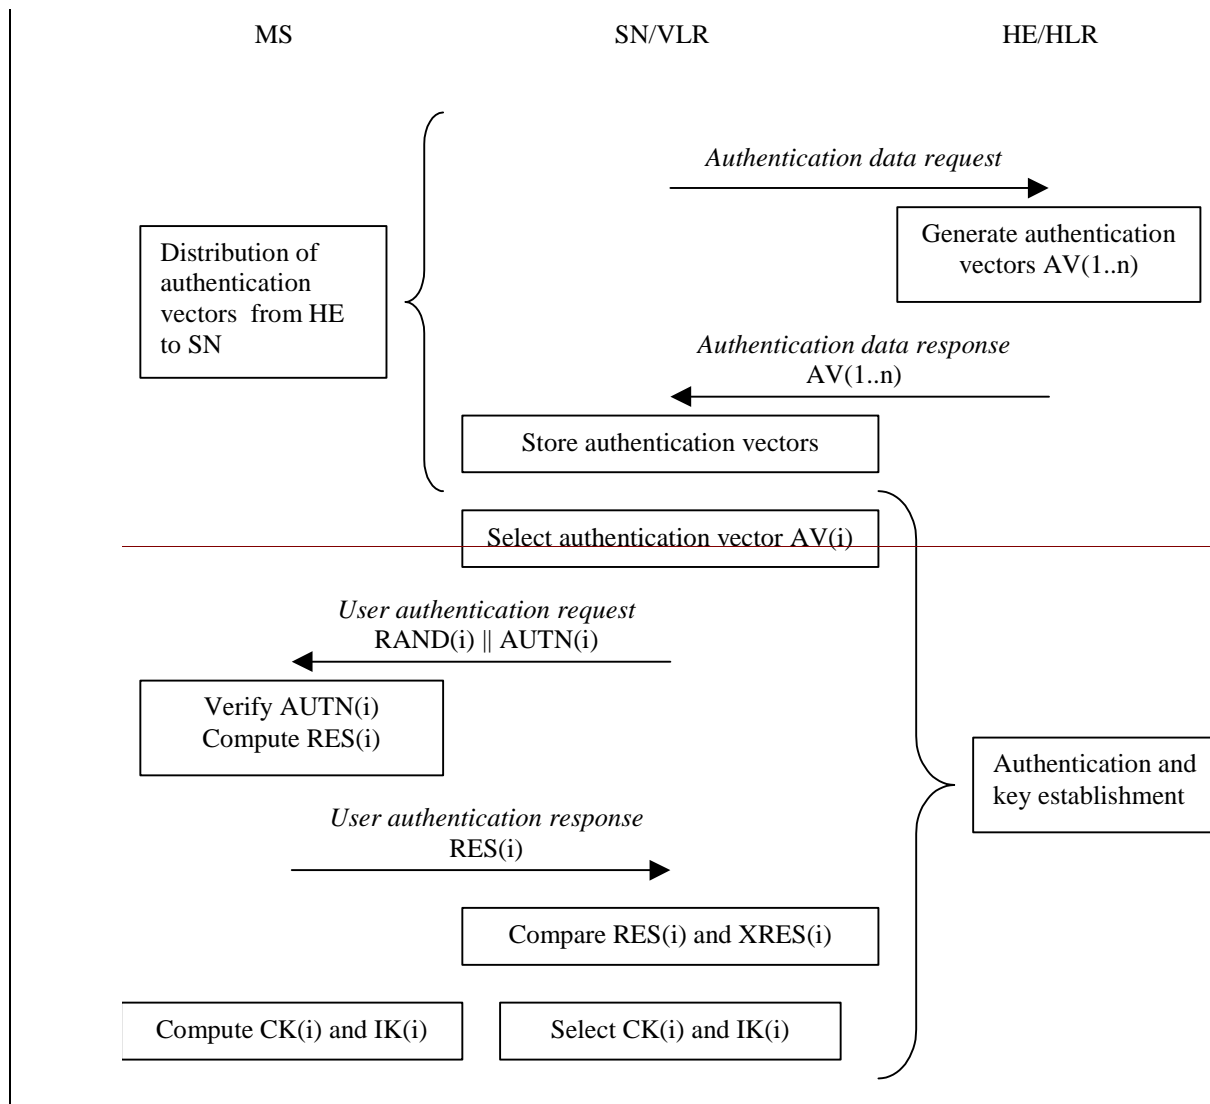 MS SN/VLR HE/HLR
Authentication data request
Generate authentication
vectors AV(1..n)
Distribution of
authentication
vectors from HE
to SN
Authentication data response
AV(1..n)
Store authentication vectors
Select authentication vector AV(i)
User authentication request
RAND(i) || AUTN(i)
Verify AUTN(i)
Compute RES(i)
Authentication and
key establishment
User authentication response
RES(i)
Compare RES(i) and XRES(i)
Compute CK(i) and IK(i)
Select CK(i) and IK(i)